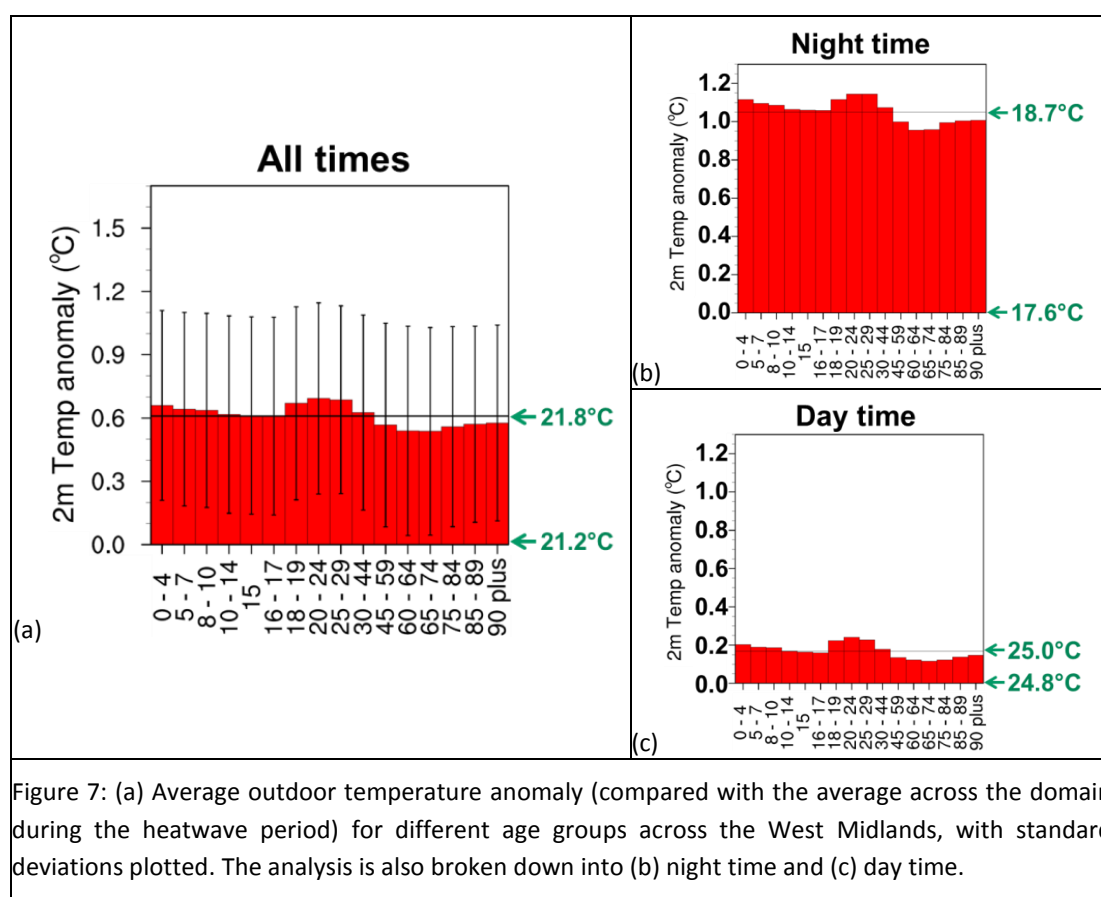 All times
2m Temp anomaly (°C)
1.5
1.2
0.9
0.6
0.3
0.0
21.8°C
21.2°C
0 - 4
5 - 7
8 - 10
10 - 14
15
16 - 17
18 - 19
20 - 24
25 - 29
30 - 44
45 - 59
60 - 64
65 - 74
75 - 84
85 - 89
90 plus
(a)
Night time
2m Temp anomaly (°C)
1.2
1.0
0.8
0.6
0.4
0.2
0.0
18.7°C
17.6°C
0 - 4
5 - 7
8 - 10
10 - 14
15
16 - 17
18 - 19
20 - 24
25 - 29
30 - 44
45 - 59
60 - 64
65 - 74
75 - 84
85 - 89
90 plus
(b)
Day time
2m Temp anomaly (°C)
1.2
1.0
0.8
0.6
0.4
0.2
0.0
25.0°C
24.8°C
0 - 4
5 - 7
8 - 10
10 - 14
15
16 - 17
18 - 19
20 - 24
25 - 29
30 - 44
45 - 59
60 - 64
65 - 74
75 - 84
85 - 89
90 plus
(c)
Figure 7: (a) Average outdoor temperature anomaly (compared with the average across the domain
during the heatwave period) for different age groups across the West Midlands, with standard
deviations plotted. The analysis is also broken down into (b) night time and (c) day time.